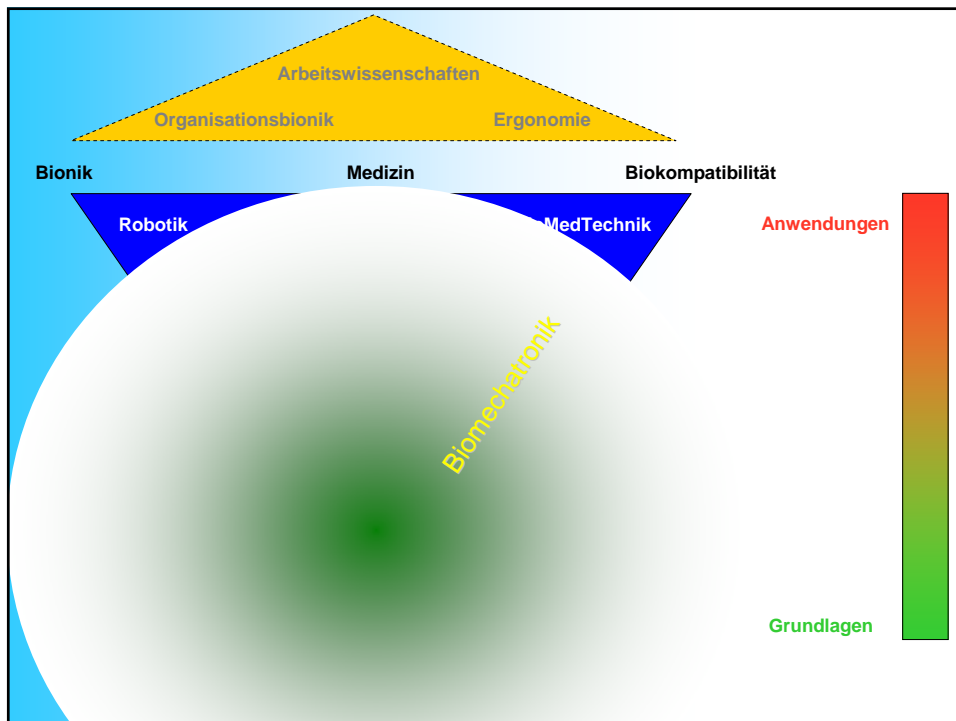 Arbeitswissenschaften
Organisationsbionik Ergonomie
Bionik Medizin Biokompatibilität
Robotik MedTechnik Anwendungen
Biomechatronik
Grundlagen